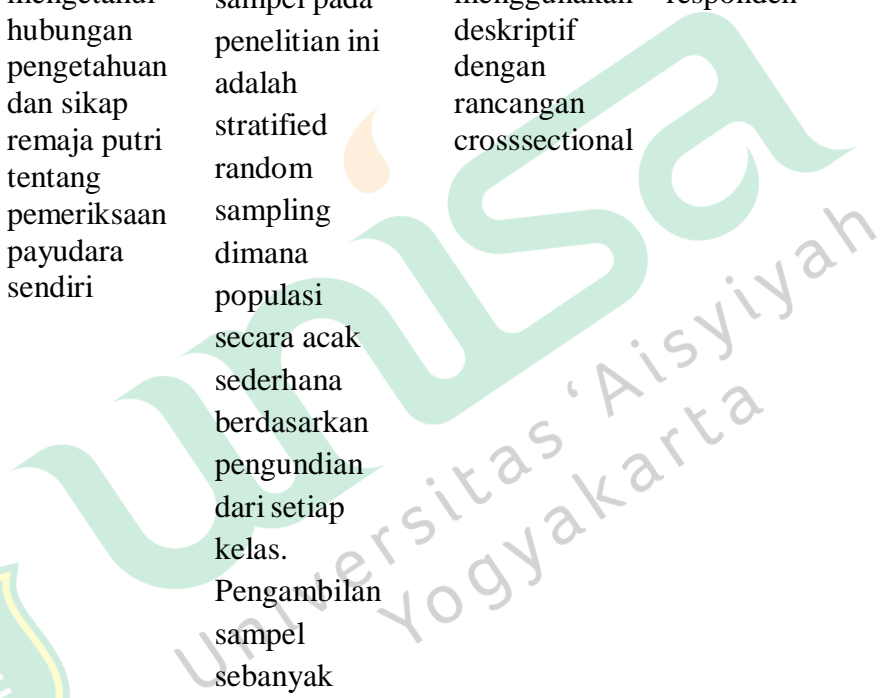 hubungan
pengetahuan
dan sikap
remaja putri
tentang
pemeriksaan
payudara
sendiri
sampel pada
penelitian ini
adalah
stratified
random
sampling
dimana
populasi
secara acak
sederhana
berdasarkan
pengundian
dari setiap
kelas.
Pengambilan
sampel
sebanyak
deskriptif
dengan
rancangan
crosssectional
unisa
Universitas ‘Aisyiyah
Yogyakarta